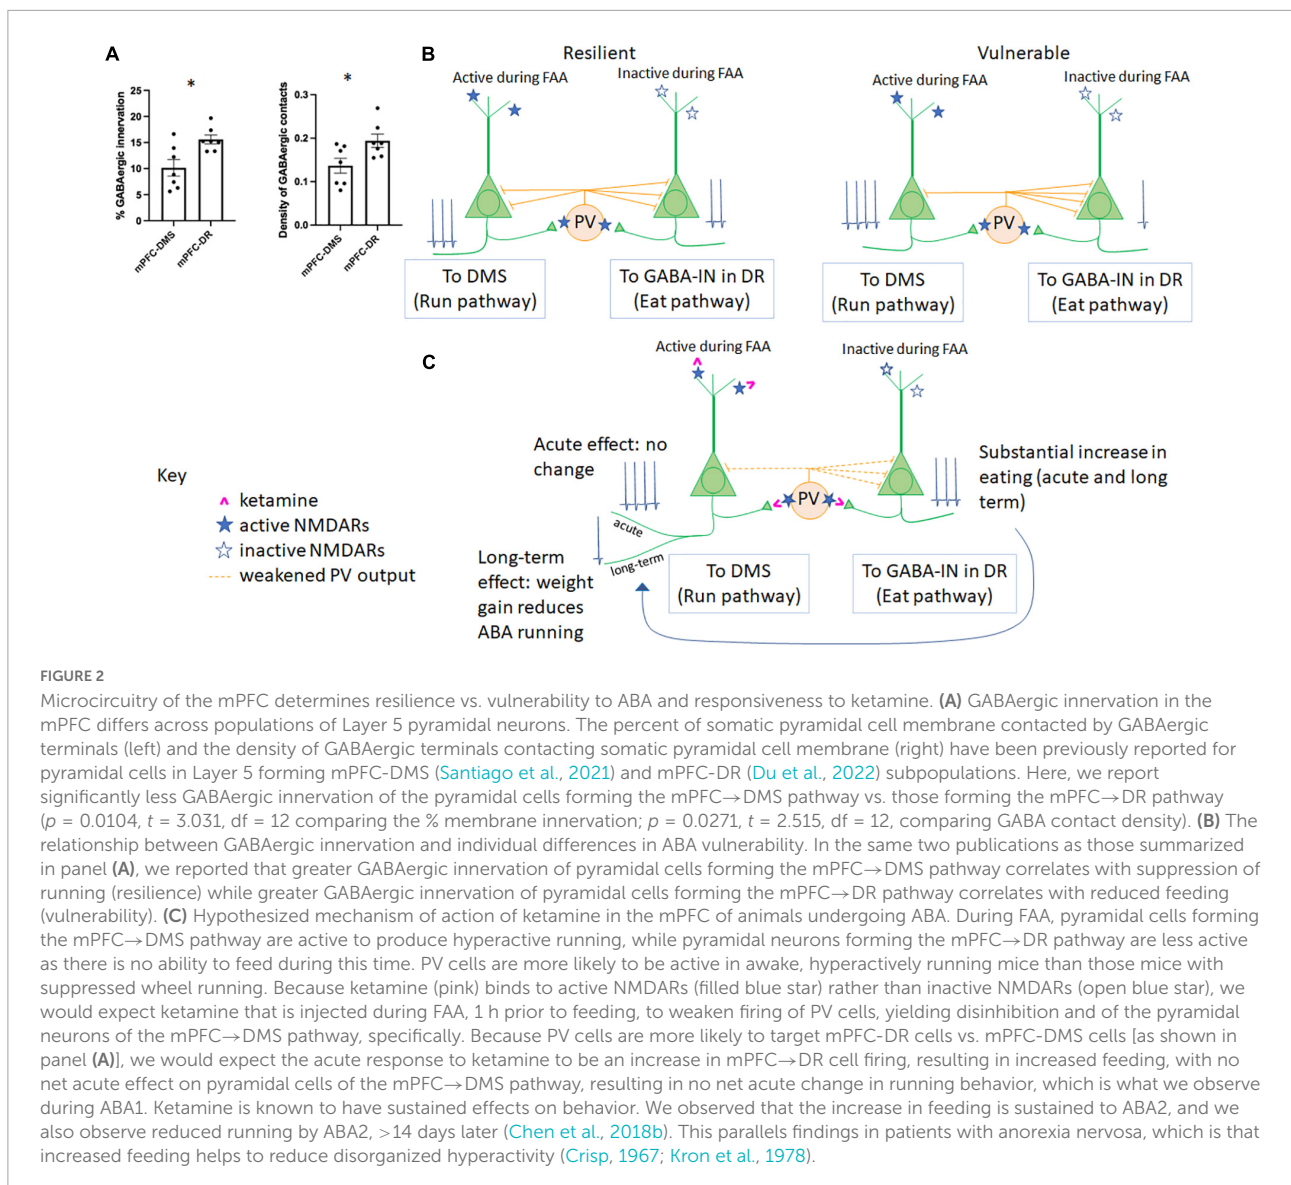 A
*
25
20
15
10
5
0
% GABAergic innervation
mPFC-DMS
mPFC-DR
*
0.3
0.2
0.1
0.0
Density of GABAergic contacts
mPFC-DMS
mPFC-DR
B
Resilient
Active during FAA
Inactive during FAA
PV
To DMS
(Run pathway)
To GABA-IN in DR
(Eat pathway)
Vulnerable
Active during FAA
Inactive during FAA
PV
To DMS
(Run pathway)
To GABA-IN in DR
(Eat pathway)
C
Active during FAA
Inactive during FAA
Acute effect: no
change
Substantial increase in
eating (acute and long
term)
PV
acute
long-term
Long-term
effect: weight
gain reduces
ABA running
To DMS
(Run pathway)
To GABA-IN in DR
(Eat pathway)
Key
ketamine
active NMDARs
inactive NMDARs
weakened PV output
FIGURE 2
Microcircuitry of the mPFC determines resilience vs. vulnerability to ABA and responsiveness to ketamine. (A) GABAergic innervation in the
mPFC differs across populations of Layer 5 pyramidal neurons. The percent of somatic pyramidal cell membrane contacted by GABAergic
terminals (left) and the density of GABAergic terminals contacting somatic pyramidal cell membrane (right) have been previously reported for
pyramidal cells in Layer 5 forming mPFC-DMS (Santiago et al., 2021) and mPFC-DR (Du et al., 2022) subpopulations. Here, we report
significantly less GABAergic innervation of the pyramidal cells forming the mPFC→DMS pathway vs. those forming the mPFC→DR pathway
(p = 0.0104, t = 3.031, df = 12 comparing the % membrane innervation; p = 0.0271, t = 2.515, df = 12, comparing GABA contact density). (B) The
relationship between GABAergic innervation and individual differences in ABA vulnerability. In the same two publications as those summarized
in panel (A), we reported that greater GABAergic innervation of pyramidal cells forming the mPFC→DMS pathway correlates with suppression of
running (resilience) while greater GABAergic innervation of pyramidal cells forming the mPFC→DR pathway correlates with reduced feeding
(vulnerability). (C) Hypothesized mechanism of action of ketamine in the mPFC of animals undergoing ABA. During FAA, pyramidal cells forming
the mPFC→DMS pathway are active to produce hyperactive running, while pyramidal neurons forming the mPFC→DR pathway are less active
as there is no ability to feed during this time. PV cells are more likely to be active in awake, hyperactively running mice than those mice with
suppressed wheel running. Because ketamine (pink) binds to active NMDARs (filled blue star) rather than inactive NMDARs (open blue star), we
would expect ketamine that is injected during FAA, 1 h prior to feeding, to weaken firing of PV cells, yielding disinhibition and of the pyramidal
neurons of the mPFC→DMS pathway, specifically. Because PV cells are more likely to target mPFC-DR cells vs. mPFC-DMS cells [as shown in
panel (A)], we would expect the acute response to ketamine to be an increase in mPFC→DR cell firing, resulting in increased feeding, with no
net acute effect on pyramidal cells of the mPFC→DMS pathway, resulting in no net acute change in running behavior, which is what we observe
during ABA1. Ketamine is known to have sustained effects on behavior. We observed that the increase in feeding is sustained to ABA2, and we
also observe reduced running by ABA2, >14 days later (Chen et al., 2018b). This parallels findings in patients with anorexia nervosa, which is that
increased feeding helps to reduce disorganized hyperactivity (Crisp, 1967; Kron et al., 1978).